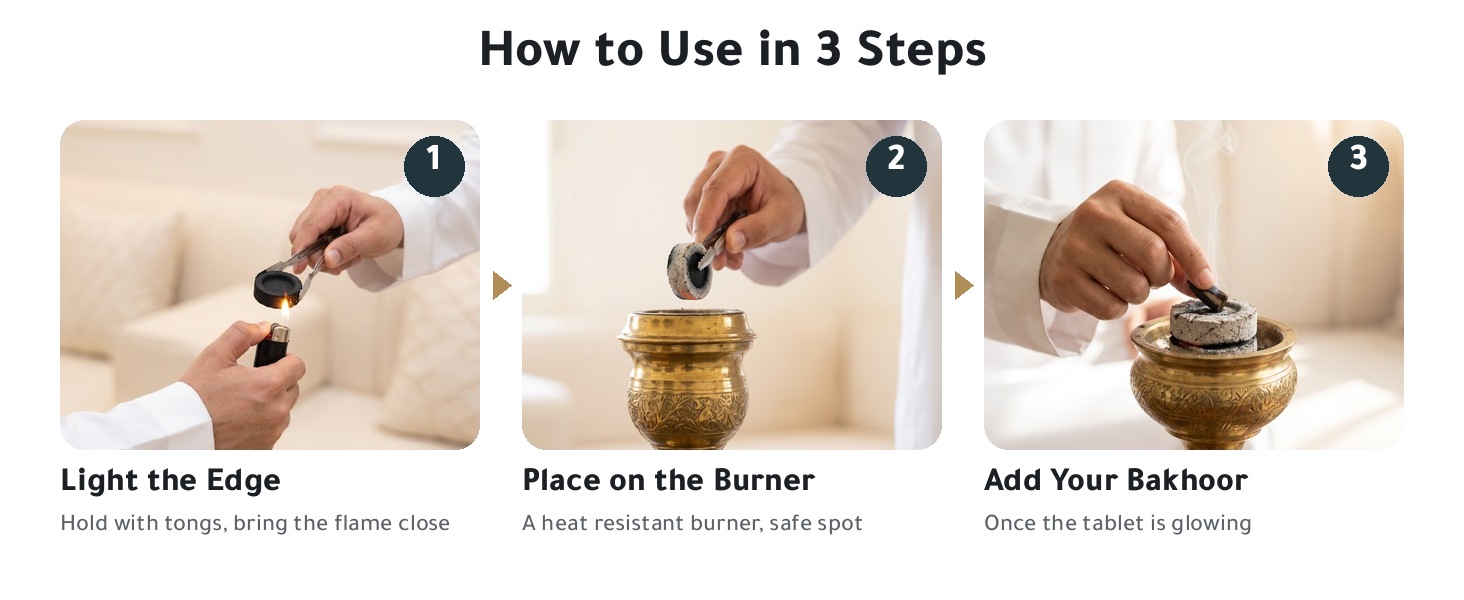 How to Use in 3 Steps
1
2
3
Light the Edge
Hold with tongs, bring the flame close
Place on the Burner
A heat resistant burner, safe spot
Add Your Bakhoor
Once the tablet is glowing